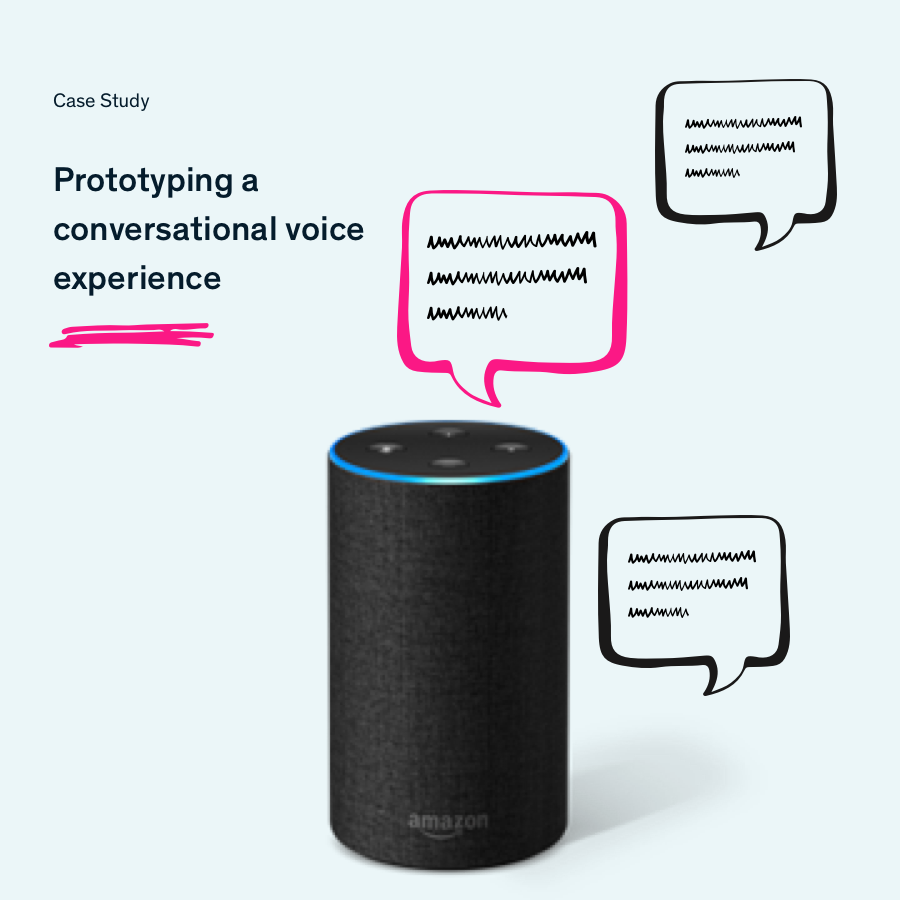 Case Study
Prototyping a
conversational voice
experience
amazon